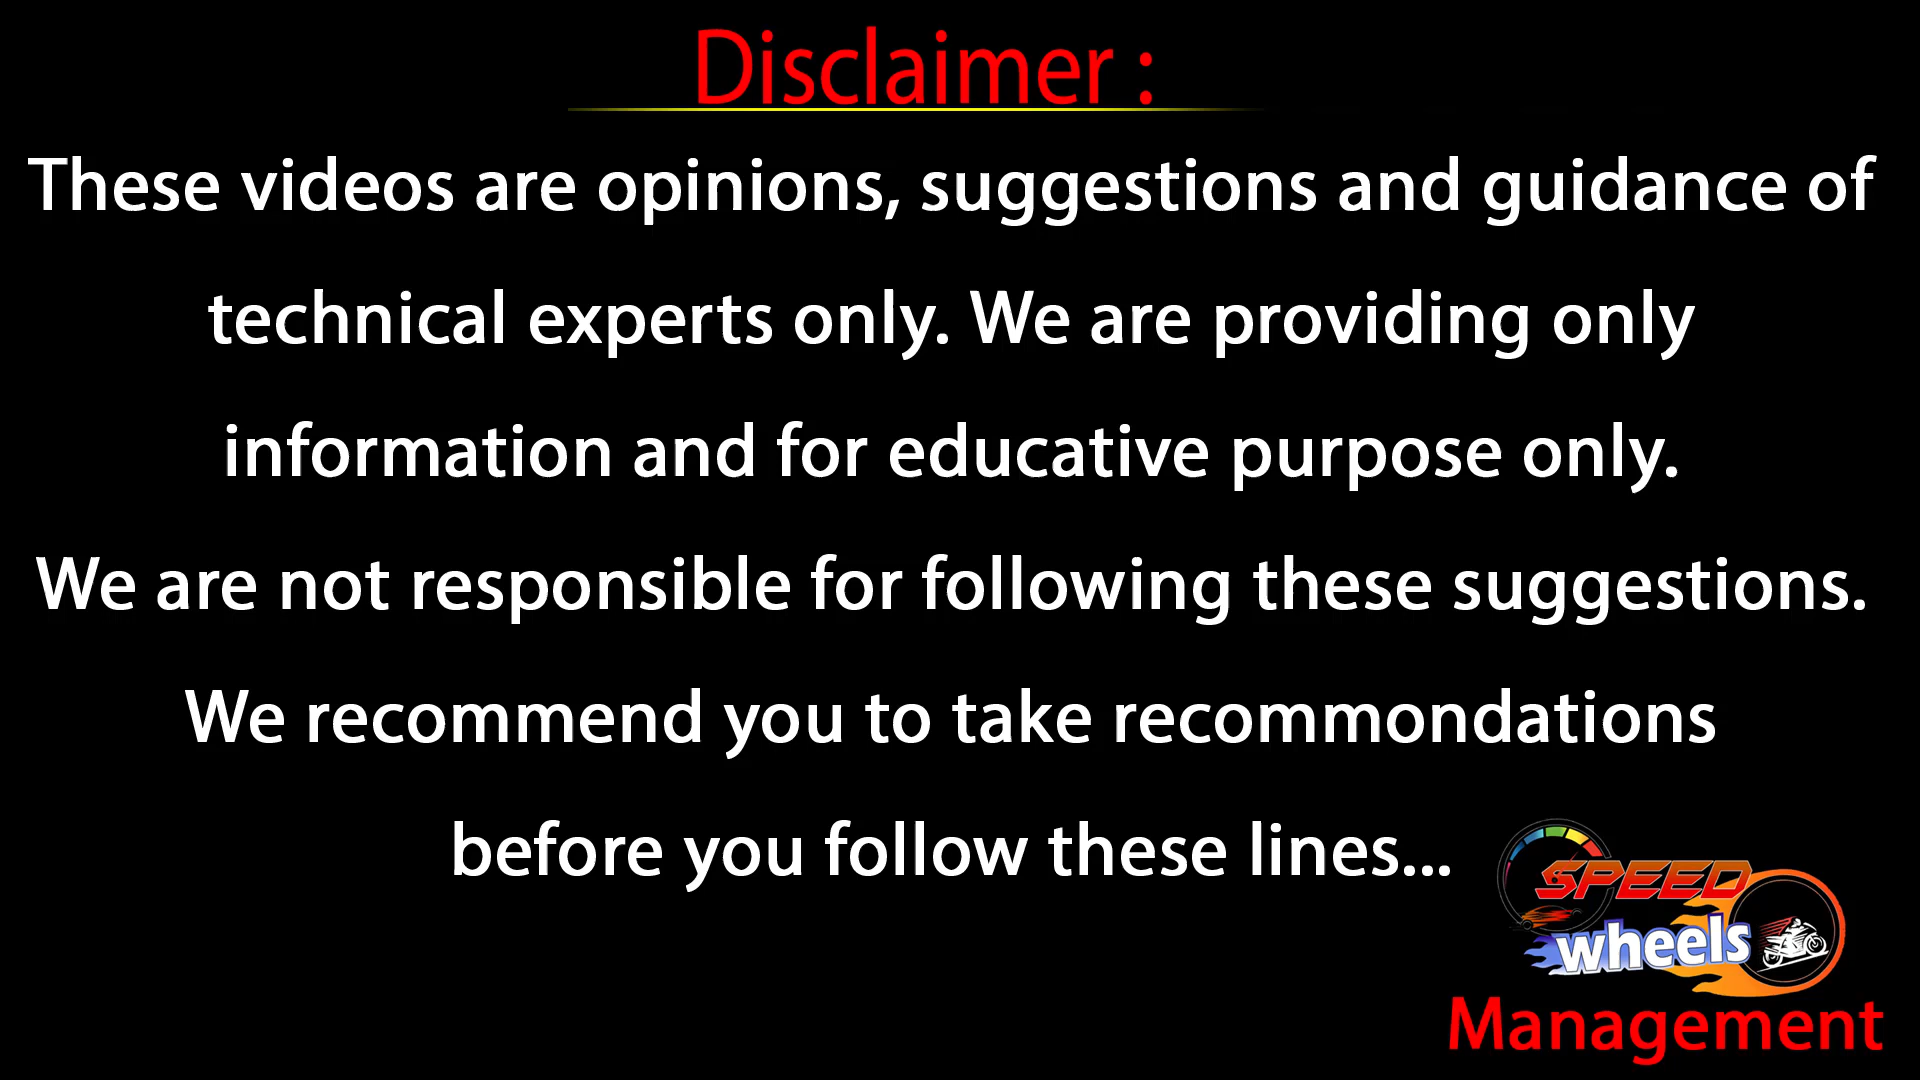 Disclaimer :
These videos are opinions, suggestions and guidance of
technical experts only. We are providing only
information and for educative purpose only.
We are not responsible for following these suggestions.
We recommend you to take recommondations
before you follow these lines...
SPEED
wheels
Management